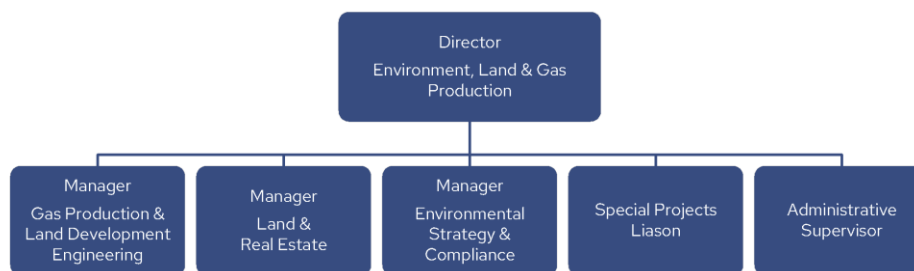 Director
Environment, Land & Gas
Production
Manager
Gas Production &
Land Development
Engineering
Manager
Land &
Real Estate
Manager
Environmental
Strategy &
Compliance
Special Projects
Liason
Administrative
Supervisor